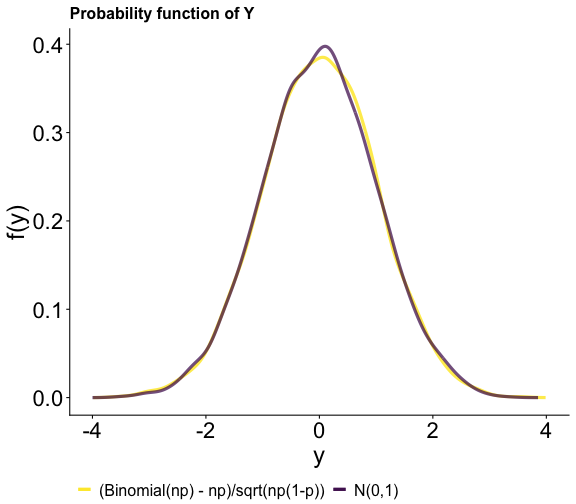 Probability function of Y
f(y)
0.4
0.3
0.2
0.1
0.0
-4 -2 0 2 4
y
(Binomial(np) - np)/sqrt(np(1-p)) N(0,1)